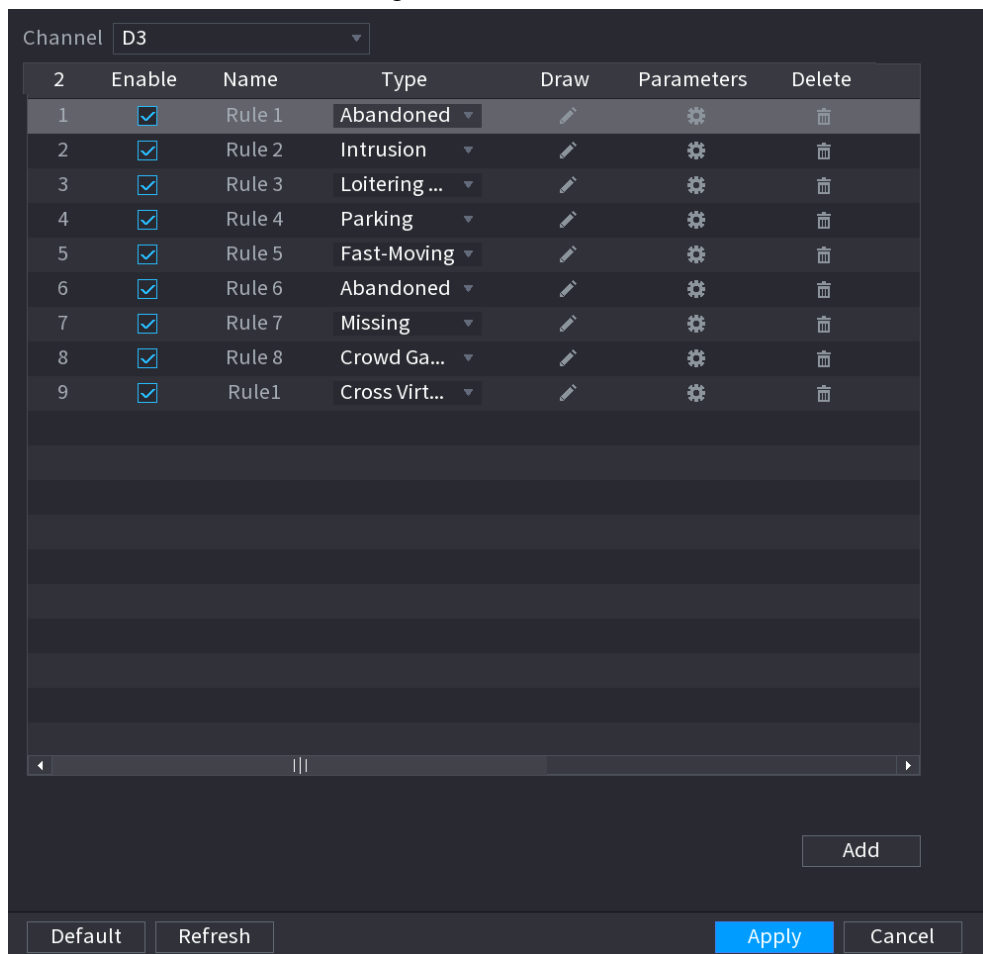 Channel D3
2 Enable Name Type Draw Parameters Delete
1 Rule 1 Abandoned
2 Rule 2 Intrusion
3 Rule 3 Loitering ...
4 Rule 4 Parking
5 Rule 5 Fast-Moving
6 Rule 6 Abandoned
7 Rule 7 Missing
8 Rule 8 Crowd Ga...
9 Rule1 Cross Virt...
Add
Default Refresh Apply Cancel